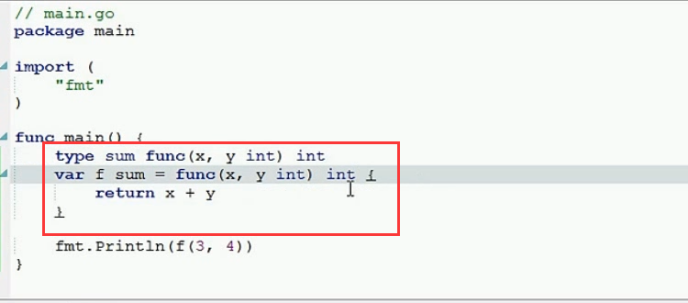 // main.go
package main
import (
"fmt"
)
func main() {
type sum func(x, y int) int
var f sum = func(x, y int) int {
return x + y
}
fmt.Println(f(3, 4))
}